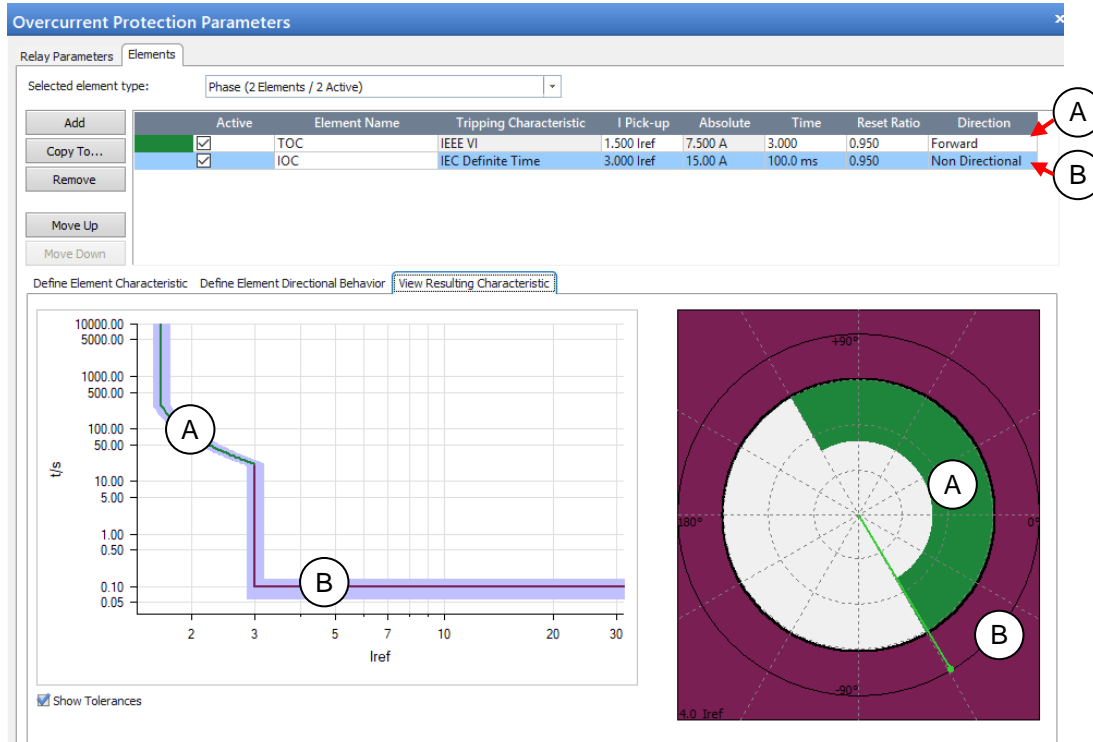 Overcurrent Protection Parameters
×
Relay Parameters Elements
Selected element type: Phase (2 Elements / 2 Active)
Add
Copy To...
Remove
Move Up
Move Down
Active Element Name Tripping Characteristic I Pick-up Absolute Time Reset Ratio Direction
TOC IEEE VI 1.500 Iref 7.500 A 3.000 0.950 Forward
IOC IEC Definite Time 3.000 Iref 15.00 A 100.0 ms 0.950 Non Directional
A
B
Define Element Characteristic Define Element Directional Behavior View Resulting Characteristic
10000.00
5000.00
1000.00
500.00
100.00
50.00
10.00
5.00
1.00
0.50
0.10
0.05
t/s
A
B
2 3 5 7 10 20 30
Iref
Show Tolerances
+90°
A
180° 0°
B
-90°
4.0 Iref